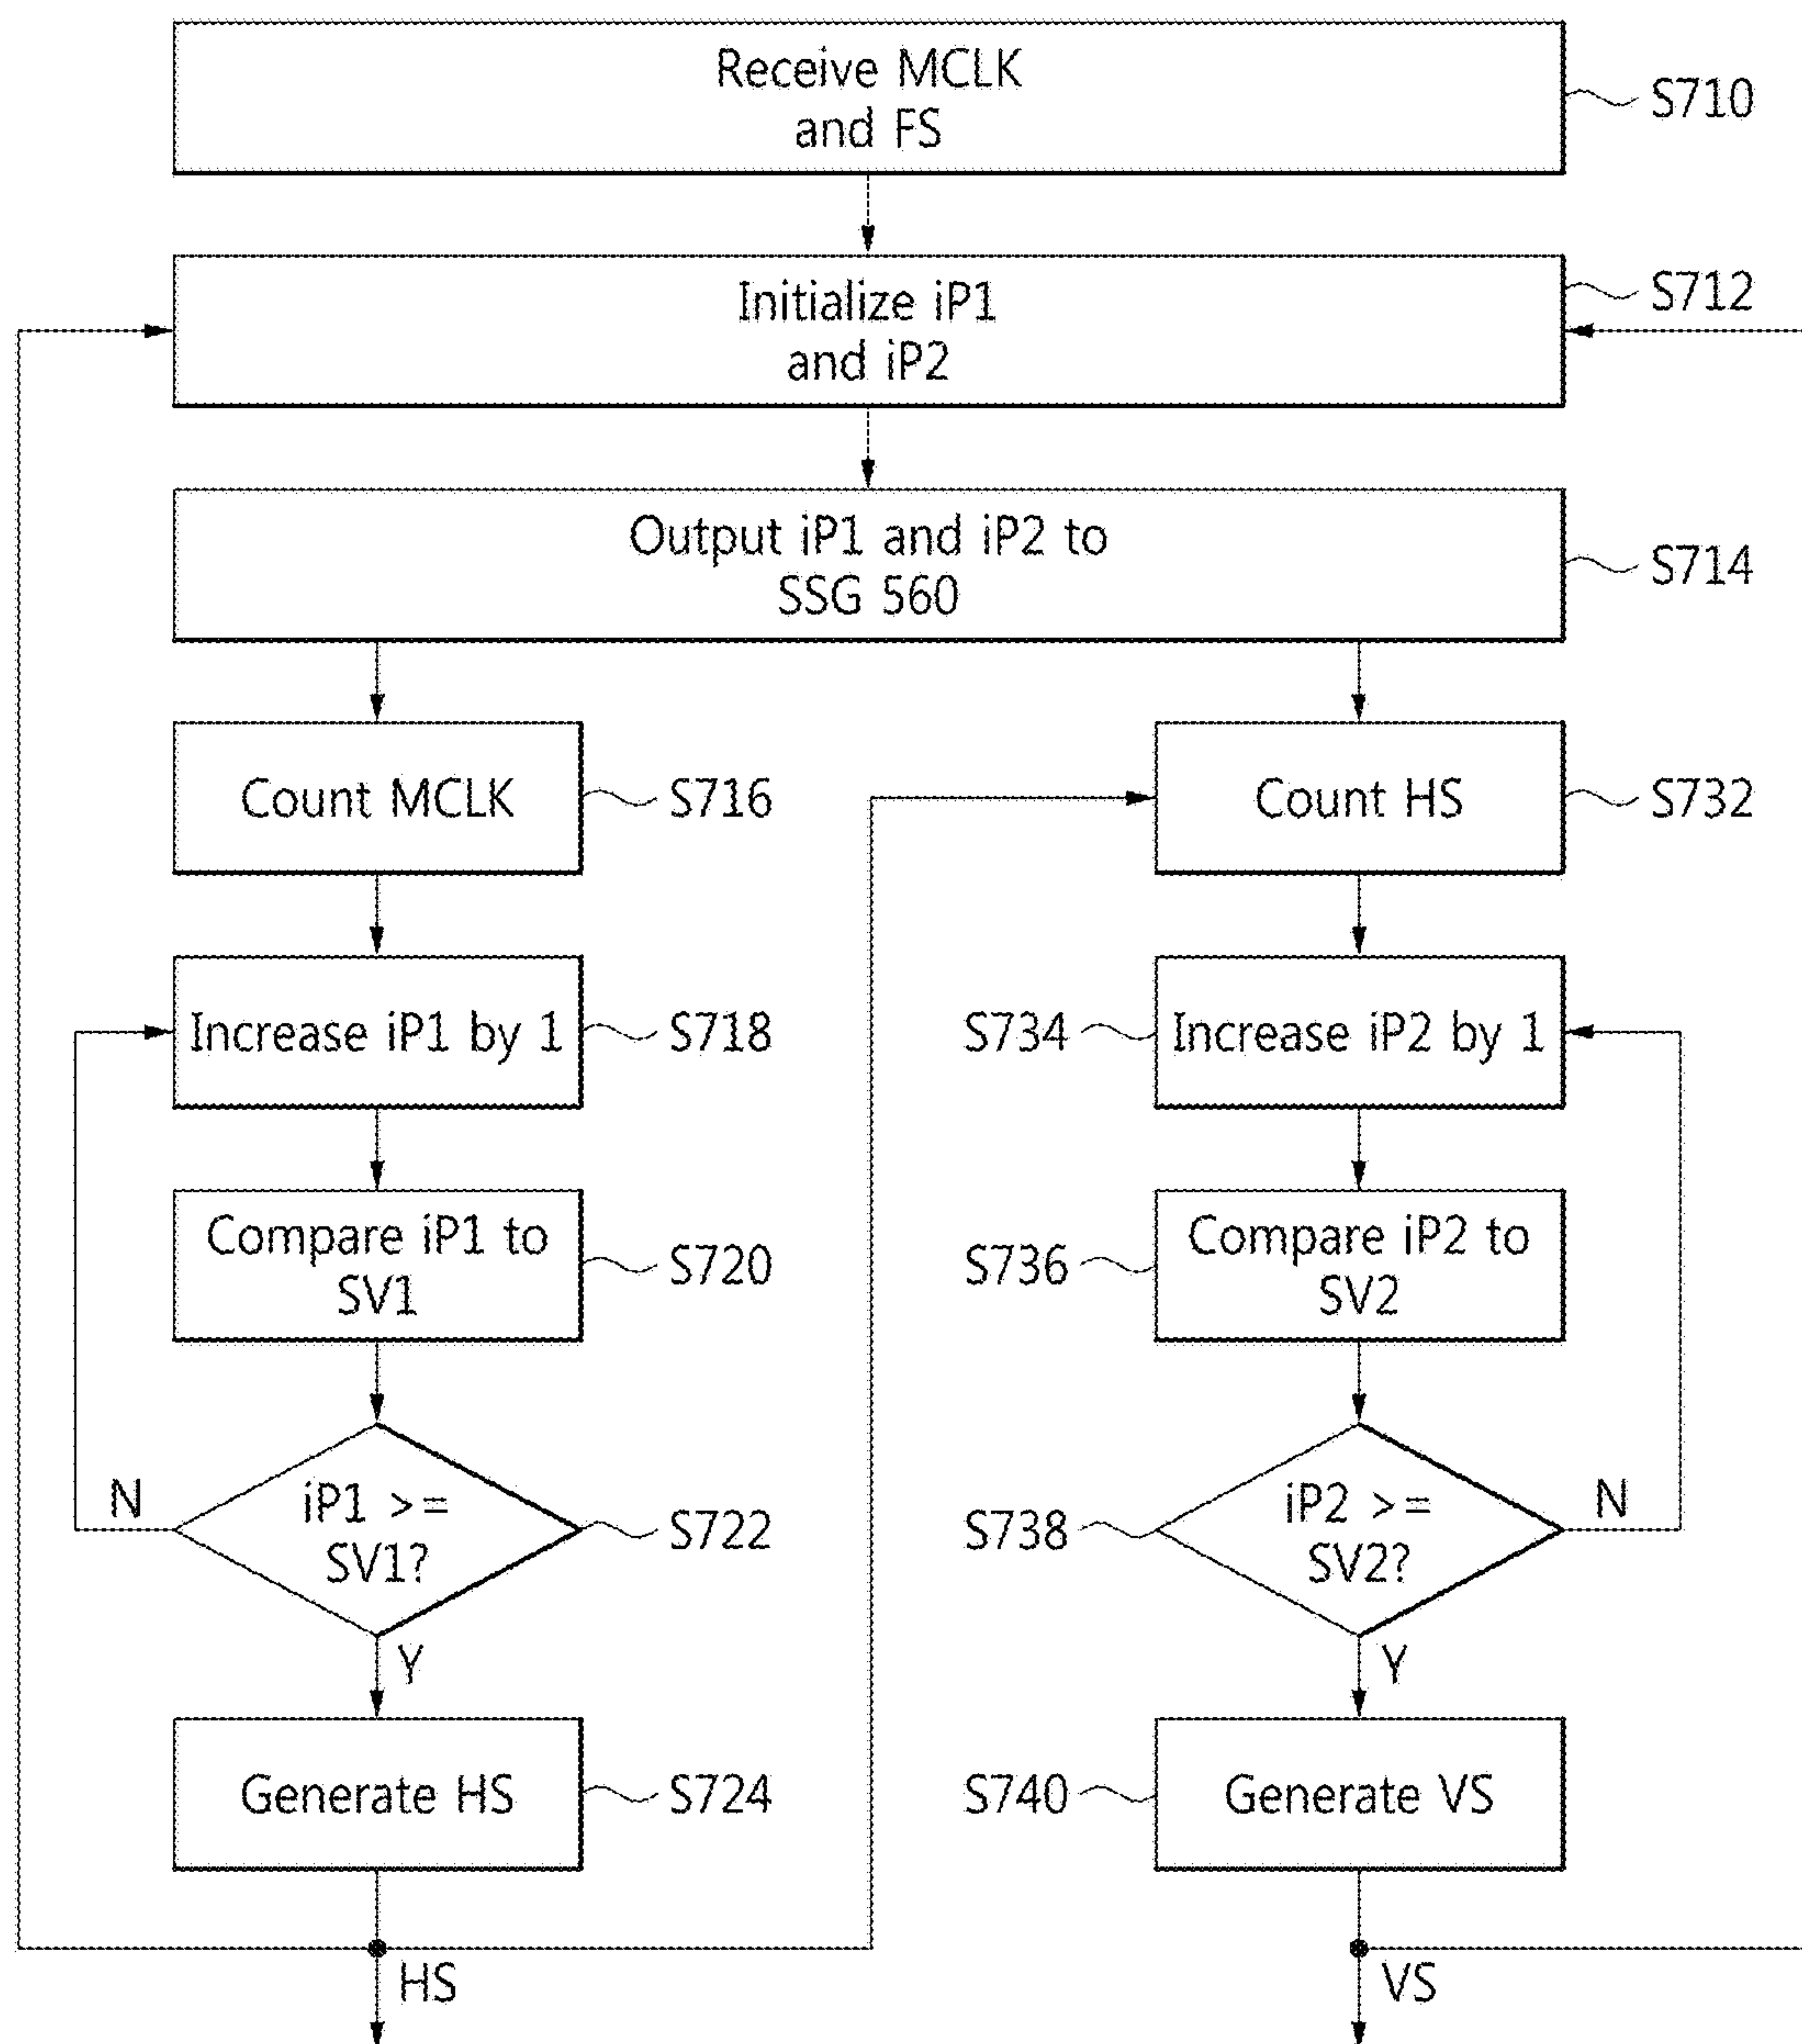 Receive MCLK
and FS
S710
Initialize iP1
and iP2
S712
Output iP1 and iP2 to
SSG 560
S714
Count MCLK
S716
Count HS
S732
Increase iP1 by 1
S718
S734
Increase iP2 by 1
Compare iP1 to
SV1
S720
S736
Compare iP2 to
SV2
N
iP1 >=
SV1?
S722
S738
iP2 >=
SV2?
N
Y
Y
Generate HS
S724
S740
Generate VS
HS
VS